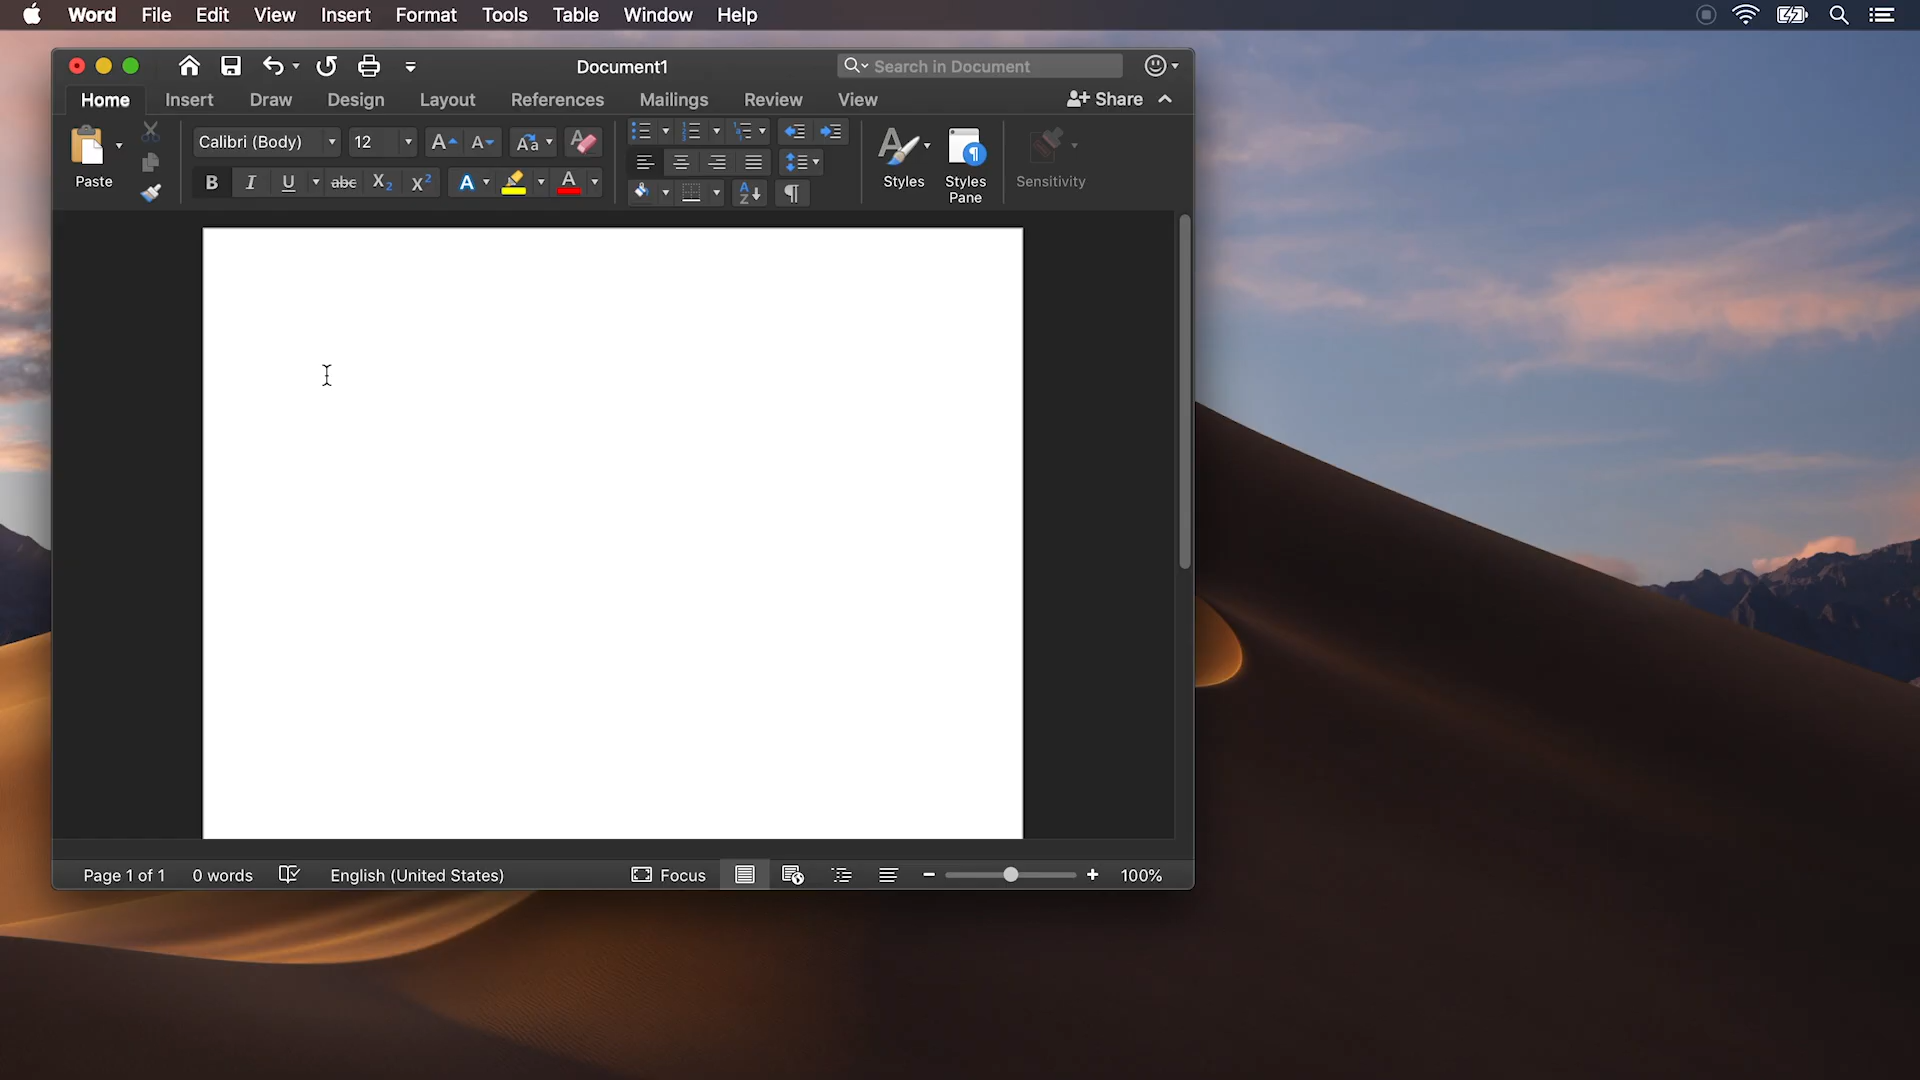 Word File Edit View Insert Format Tools Table Window Help
Document1 Search in Document
Home Insert Draw Design Layout References Mailings Review View Share
Calibri (Body) 12
Paste Styles Styles Pane Sensitivity
Page 1 of 1 0 words English (United States) Focus 100%